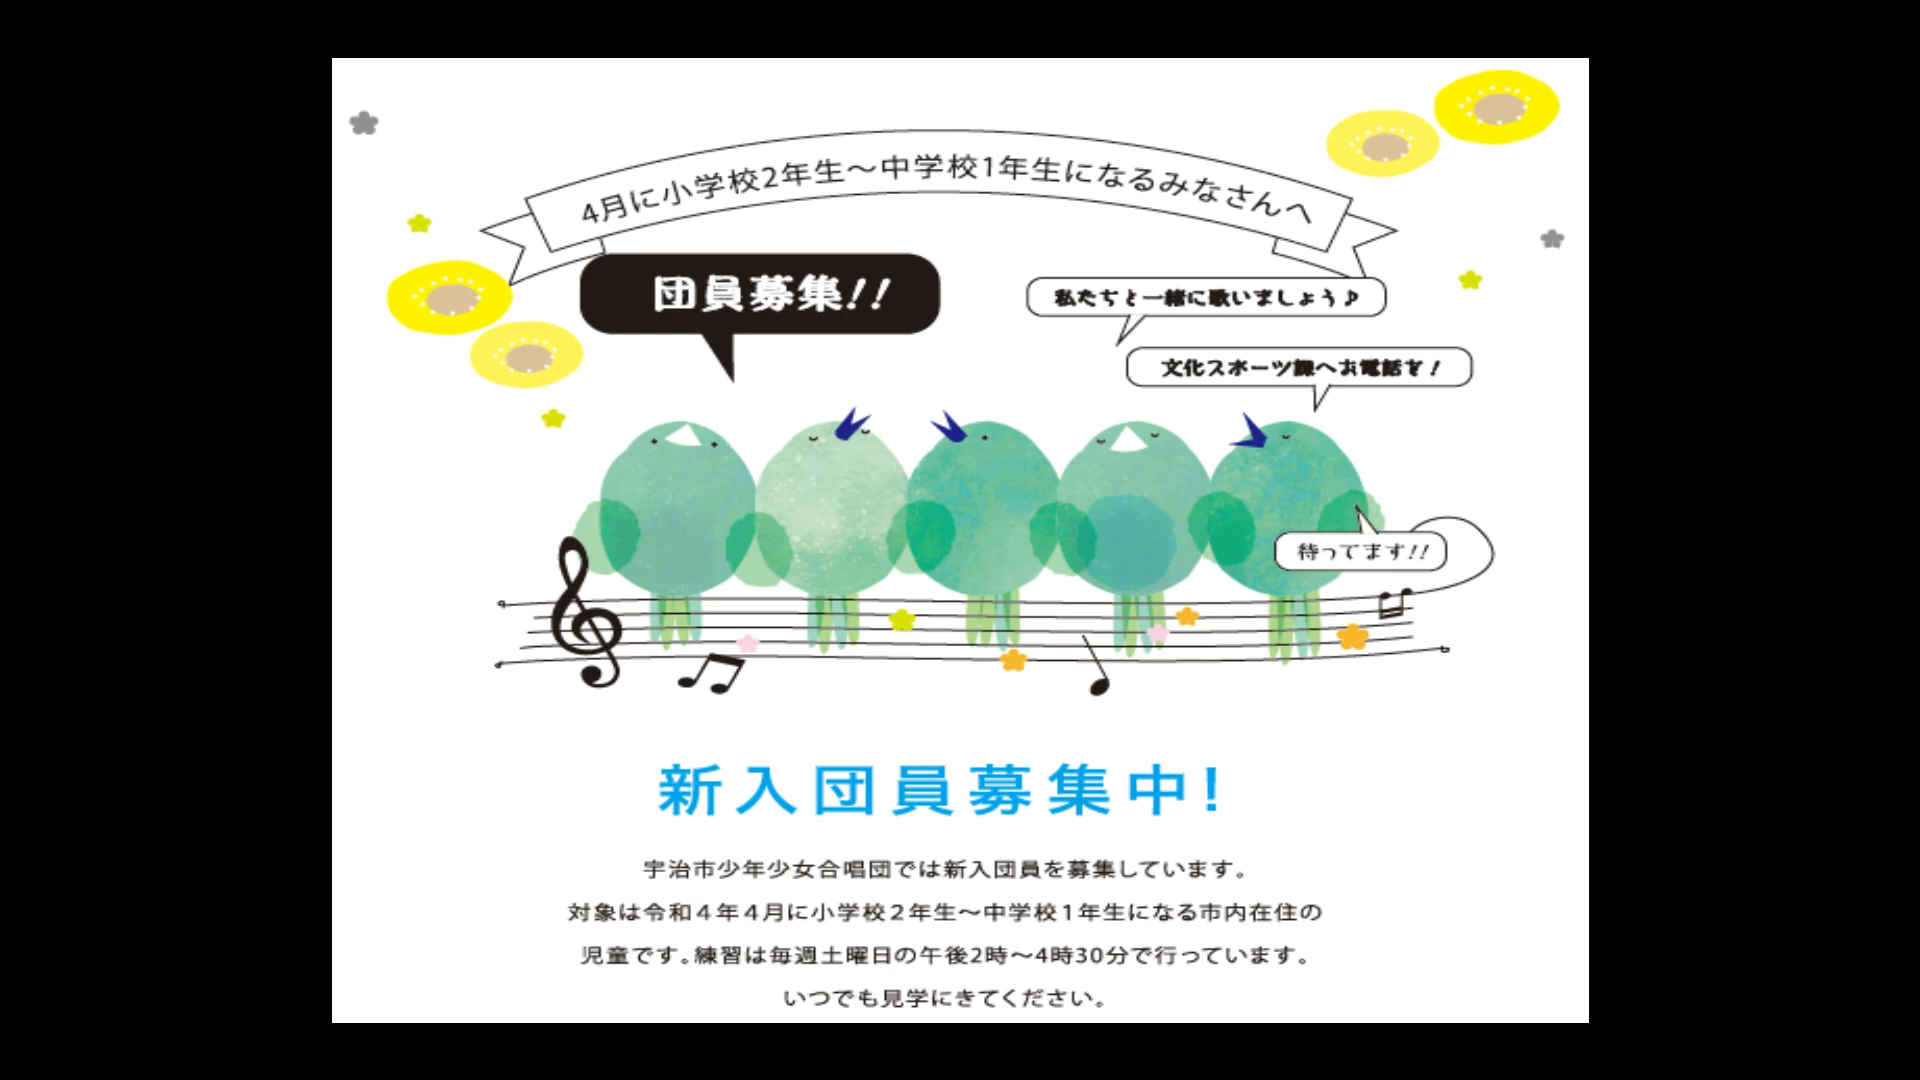 4月に小学校2年生～中学校1年生になるみなさんへ
団員募集!!
私たちと一緒に歌いましょう♪
文化スポーツ課へお電話を！
待ってます!!
新入団員募集中!
宇治市少年少女合唱団では新入団員を募集しています。
対象は令和４年４月に小学校２年生～中学校１年生になる市内在住の
児童です。練習は毎週土曜日の午後2時～4時30分で行っています。
いつでも見学にきてください。